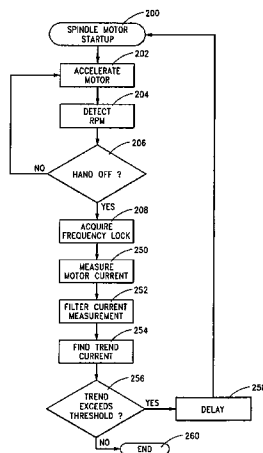 SPINDLE MOTOR
STARTUP
200
202
ACCELERATE
MOTOR
204
DETECT
RPM
206
NO
HAND OFF ?
YES
208
ACQUIRE
FREQUENCY LOCK
250
MEASURE
MOTOR CURRENT
252
FILTER CURRENT
MEASUREMENT
254
FIND TREND
CURRENT
256
TREND
EXCEEDS
THRESHOLD ?
YES
258
DELAY
NO
260
END